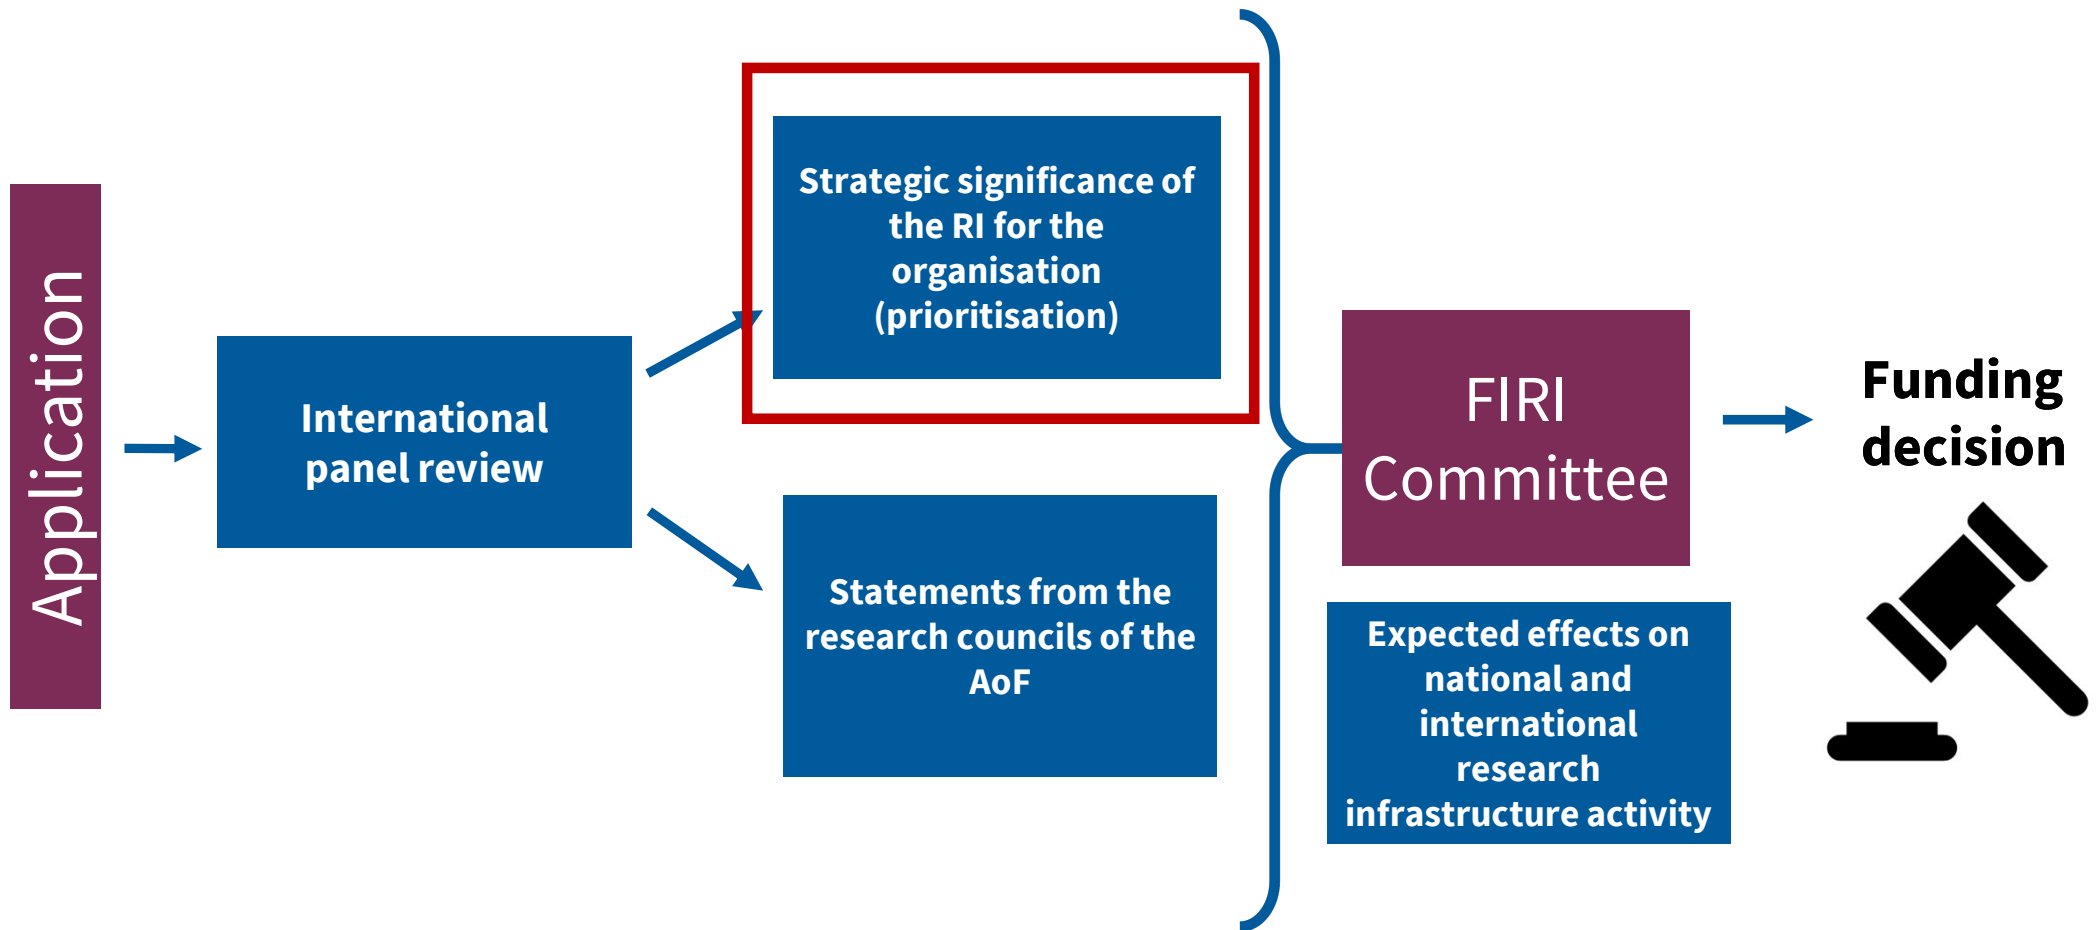 Application
International
panel review
Strategic significance of
the RI for the
organisation
(prioritisation)
Statements from the
research councils of the
AoF
FIRI
Committee
Expected effects on
national and
international
research
infrastructure activity
Funding
decision